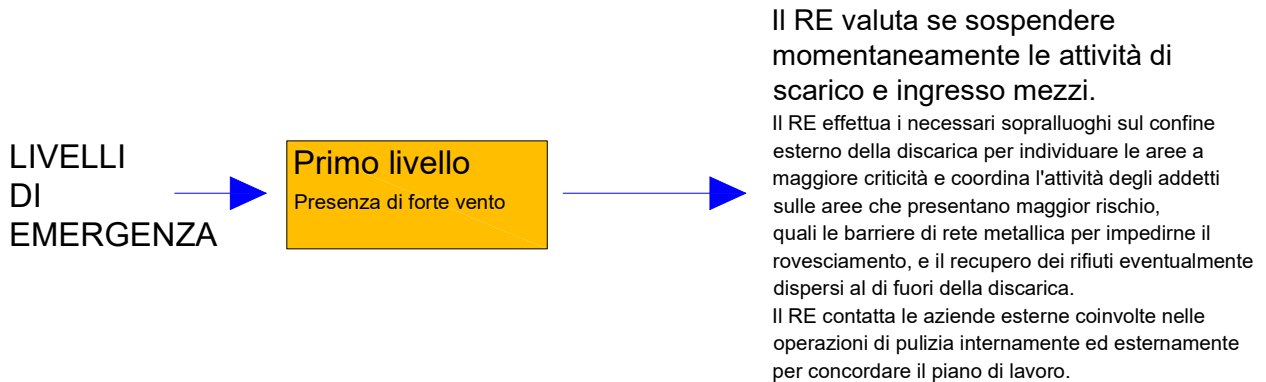 LIVELLI
DI
EMERGENZA
Primo livello
Presenza di forte vento
Il RE valuta se sospendere
momentaneamente le attività di
scarico e ingresso mezzi.
Il RE effettua i necessari sopralluoghi sul confine
esterno della discarica per individuare le aree a
maggiore criticità e coordina l'attività degli addetti
sulle aree che presentano maggior rischio,
quali le barriere di rete metallica per impedirne il
rovesciamento, e il recupero dei rifiuti eventualmente
dispersi al di fuori della discarica.
Il RE contatta le aziende esterne coinvolte nelle
operazioni di pulizia internamente ed esternamente
per concordare il piano di lavoro.